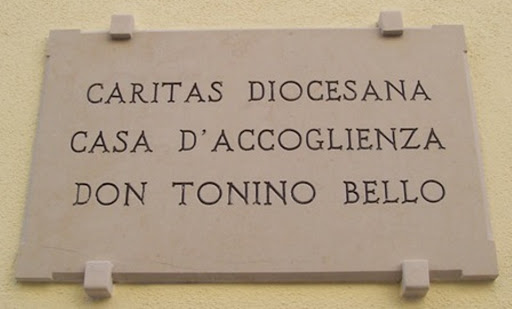 CARITAS DIOCESANA
CASA D'ACCOGLIENZA
DON TONINO BELLO